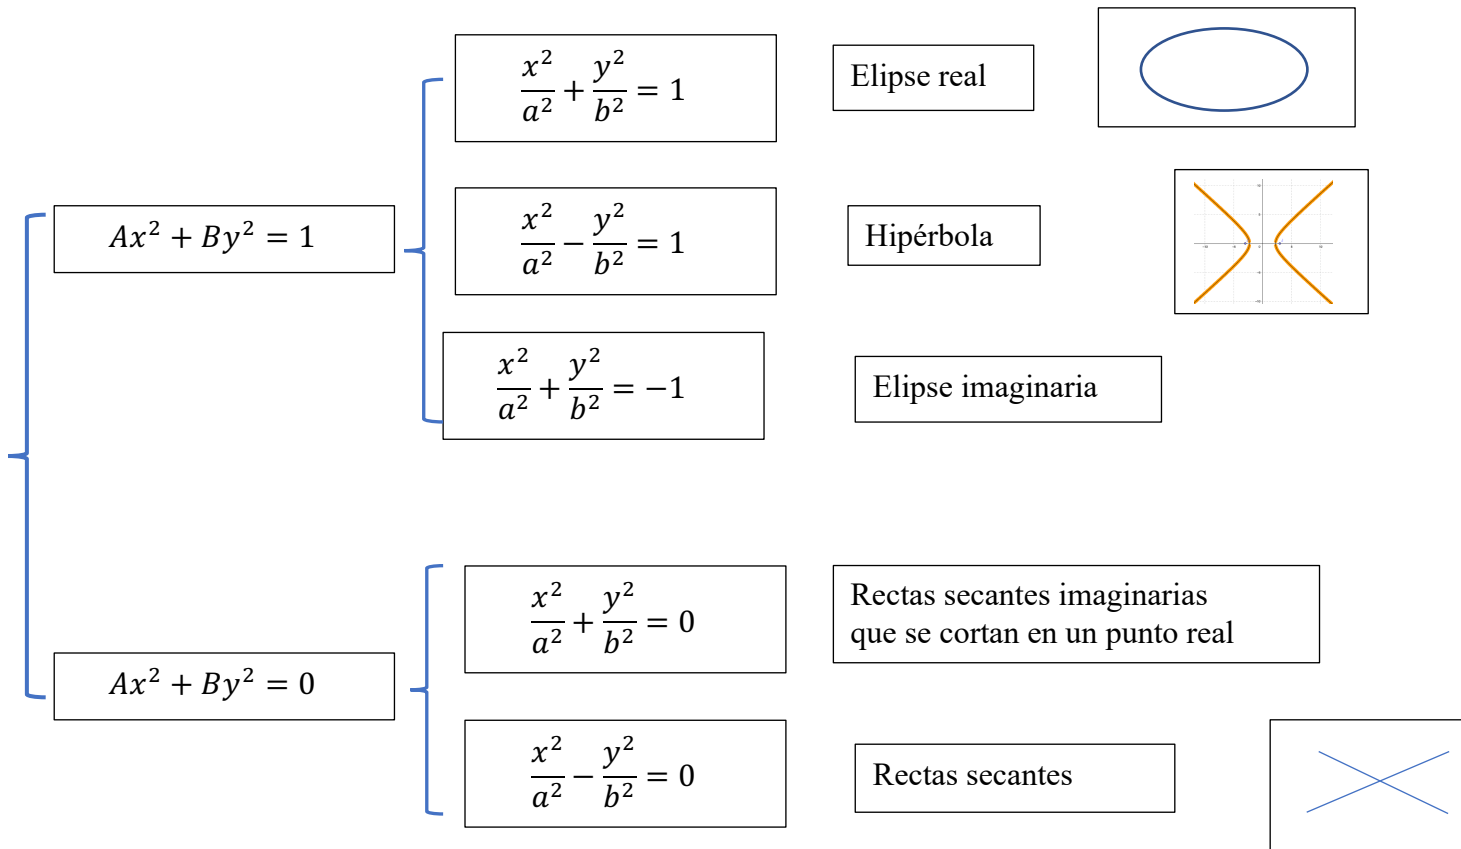 x²/a² + y²/b² = 1
Elipse real
Ax² + By² = 1
x²/a² − y²/b² = 1
Hipérbola
x²/a² + y²/b² = −1
Elipse imaginaria
x²/a² + y²/b² = 0
Rectas secantes imaginarias
que se cortan en un punto real
Ax² + By² = 0
x²/a² − y²/b² = 0
Rectas secantes